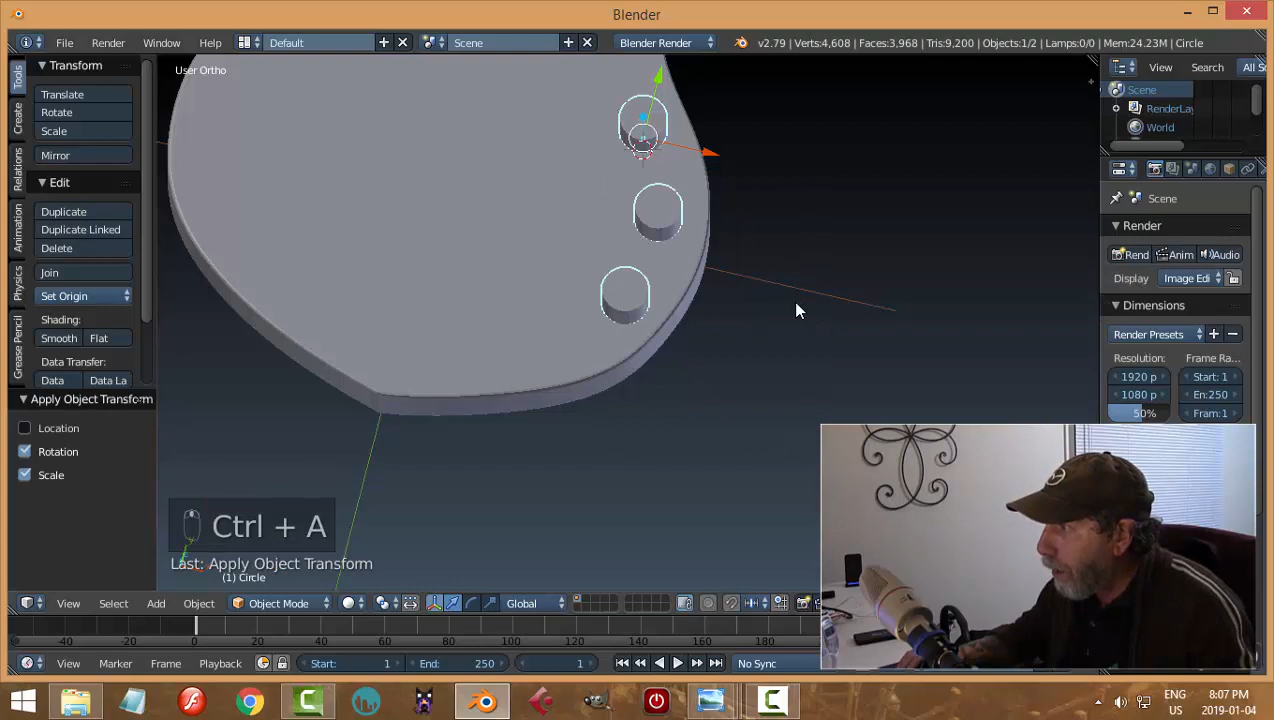 Blender
File Render Window Help Default Scene Blender Render v2.79 | Verts:4,608 | Faces:3,968 | Tris:9,200 | Objects:1/2 | Lamps:0/0 | Mem:24.23M | Circle
User Ortho
Tools
Create
Relations
Animation
Physics
Grease Pencil
Transform
Translate
Rotate
Scale
Mirror
Edit
Duplicate
Duplicate Linked
Delete
Join
Set Origin
Shading:
Smooth Flat
Data Transfer:
Data Data La
Apply Object Transform
Location
Rotation
Scale
Ctrl + A
Last: Apply Object Transform
(1) Circle
View Search All Sc
Scene
RenderLay
World
Scene
Render
Rend Anim Audio
Display Image Edi
Dimensions
Render Presets
Resolution: Frame Ra...
1920 p Start: 1
1080 p En:250
50% Fram:1
View Select Add Object Object Mode Global
-40 -20 0 20 40 60 80 100 120 140 160 180
View Marker Frame Playback Start: 1 End: 250 1 No Sync
ENG 8:07 PM
US 2019-01-04